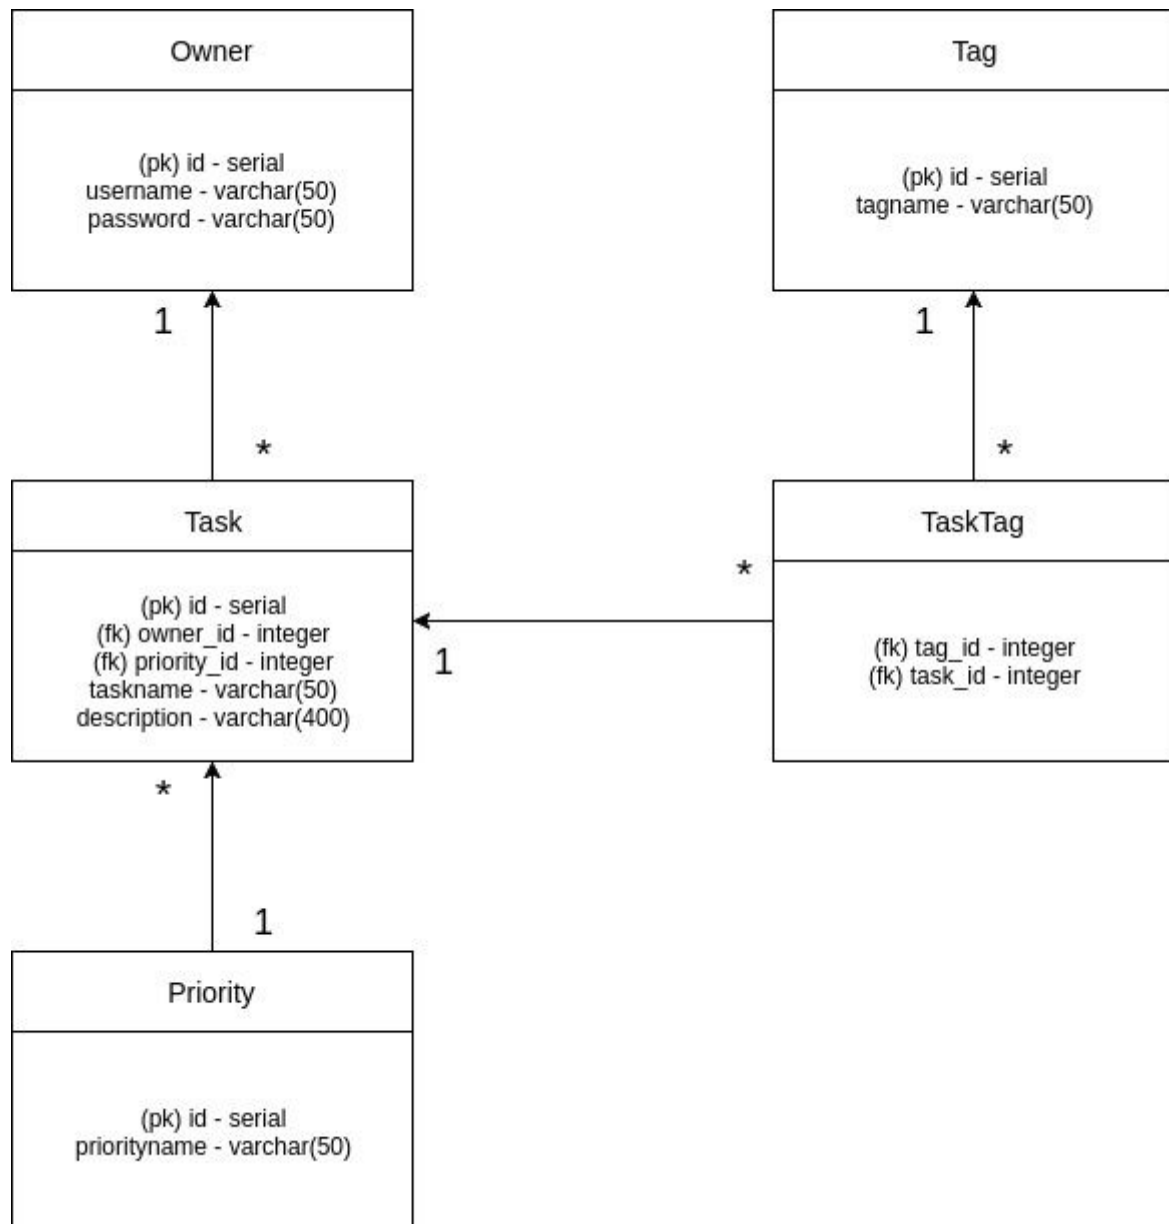 Owner
(pk) id - serial
username - varchar(50)
password - varchar(50)
Tag
(pk) id - serial
tagname - varchar(50)
1
1
*
*
Task
(pk) id - serial
(fk) owner_id - integer
(fk) priority_id - integer
taskname - varchar(50)
description - varchar(400)
*
1
TaskTag
(fk) tag_id - integer
(fk) task_id - integer
*
1
Priority
(pk) id - serial
priorityname - varchar(50)